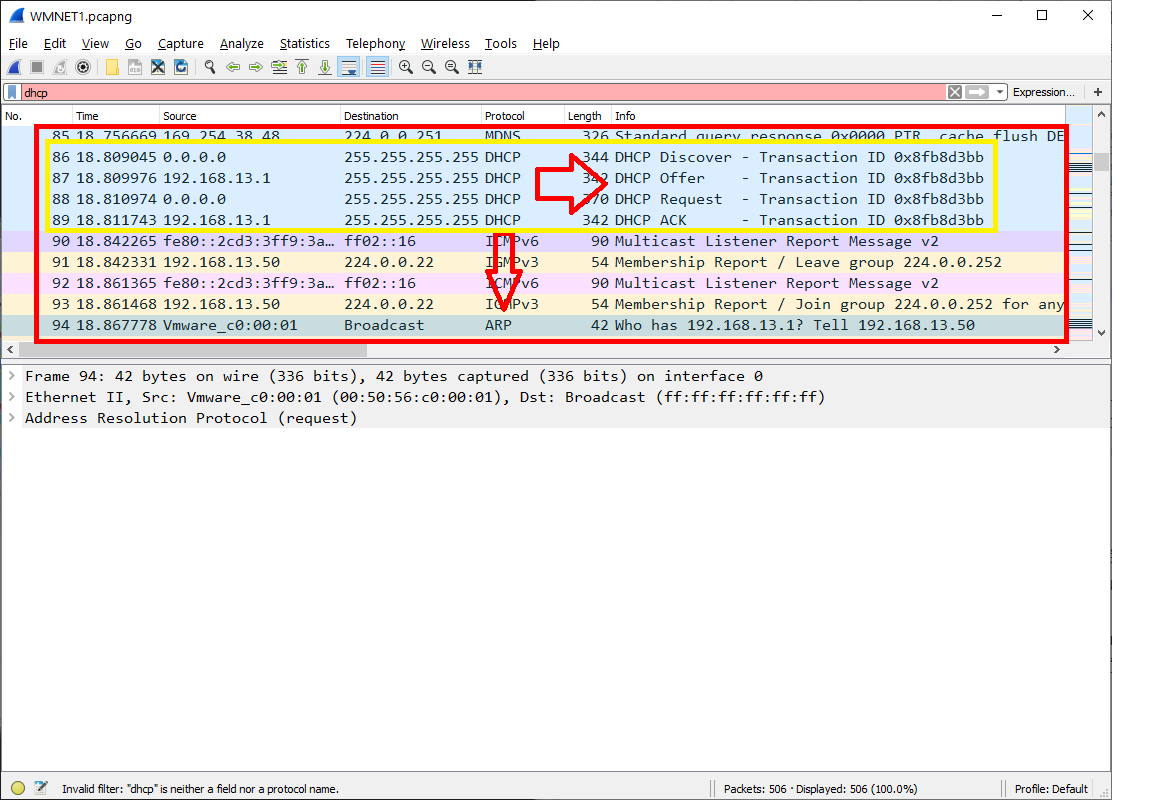 WMNET1.pcapng
File Edit View Go Capture Analyze Statistics Telephony Wireless Tools Help
dhcp Expression... +
No. Time Source Destination Protocol Length Info
85 18.756669 169.254.38.48 224.0.0.251 MDNS 326 Standard query response 0x0000 PTR, cache flush DE
86 18.809045 0.0.0.0 255.255.255.255 DHCP 344 DHCP Discover - Transaction ID 0x8fb8d3bb
87 18.809976 192.168.13.1 255.255.255.255 DHCP 342 DHCP Offer - Transaction ID 0x8fb8d3bb
88 18.810974 0.0.0.0 255.255.255.255 DHCP 370 DHCP Request - Transaction ID 0x8fb8d3bb
89 18.811743 192.168.13.1 255.255.255.255 DHCP 342 DHCP ACK - Transaction ID 0x8fb8d3bb
90 18.842265 fe80::2cd3:3ff9:3a… ff02::16 ICMPv6 90 Multicast Listener Report Message v2
91 18.842331 192.168.13.50 224.0.0.22 IGMPv3 54 Membership Report / Leave group 224.0.0.252
92 18.861365 fe80::2cd3:3ff9:3a… ff02::16 ICMPv6 90 Multicast Listener Report Message v2
93 18.861468 192.168.13.50 224.0.0.22 IGMPv3 54 Membership Report / Join group 224.0.0.252 for any
94 18.867778 Vmware_c0:00:01 Broadcast ARP 42 Who has 192.168.13.1? Tell 192.168.13.50
Frame 94: 42 bytes on wire (336 bits), 42 bytes captured (336 bits) on interface 0
Ethernet II, Src: Vmware_c0:00:01 (00:50:56:c0:00:01), Dst: Broadcast (ff:ff:ff:ff:ff:ff)
Address Resolution Protocol (request)
Invalid filter: "dhcp" is neither a field nor a protocol name. Packets: 506 · Displayed: 506 (100.0%) Profile: Default